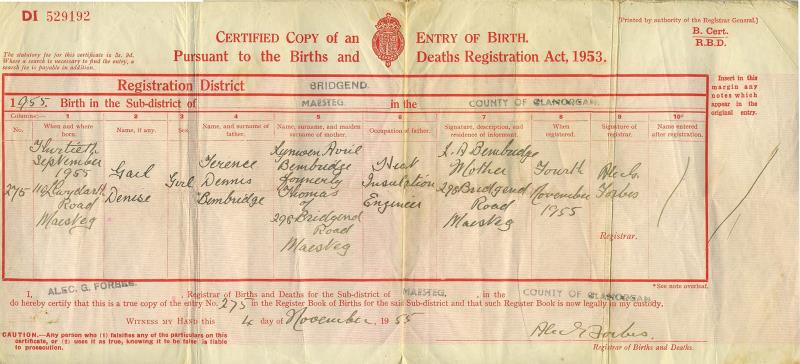 DI 529192
CERTIFIED COPY of an ENTRY OF BIRTH.
Pursuant to the Births and Deaths Registration Act, 1953.
[Printed by authority of the Registrar General.]
B. Cert.
R.B.D.
The statutory fee for this certificate is 3s. 9d.
Where a search is necessary to find the entry, a
search fee is payable in addition.
Registration District BRIDGEND.
1955. Birth in the Sub-district of MAESTEG. in the COUNTY OF GLAMORGAN.
Insert in this
margin any
notes which
appear in the
original entry.
Columns:— 1 2 3 4 5 6 7 8 9 10*
No. When and where born. Name, if any. Sex. Name, and surname of father. Name, surname, and maiden surname of mother. Occupation of father. Signature, description, and residence of informant. When registered. Signature of registrar. Name entered after registration.
275
Thirtieth
September
1955
Llwydarth
Road
Maesteg
Gail
Denise
Girl
Terence
Dennis
Bembridge
Avril
Bembridge
formerly
Thomas
of
298 Bridgend
Road
Maesteg
Heat
Insulation
Engineer
Bembridge
Mother
298 Bridgend
Road
Maesteg
Fourth
November
1955
Alec G.
Forbes
Registrar.
*See note overleaf.
I, ALEC. G. FORBES. , Registrar of Births and Deaths for the Sub-district of MAESTEG. , in the COUNTY OF GLAMORGAN.
do hereby certify that this is a true copy of the entry No. 275 in the Register Book of Births for the said Sub-district and that such Register Book is now legally in my custody.
WITNESS MY HAND this 4 day of November, 1955
Alec G Forbes.
Registrar of Births and Deaths.
CAUTION.—Any person who (1) falsifies any of the particulars on this
certificate, or (2) uses it as true, knowing it to be false is liable
to prosecution.